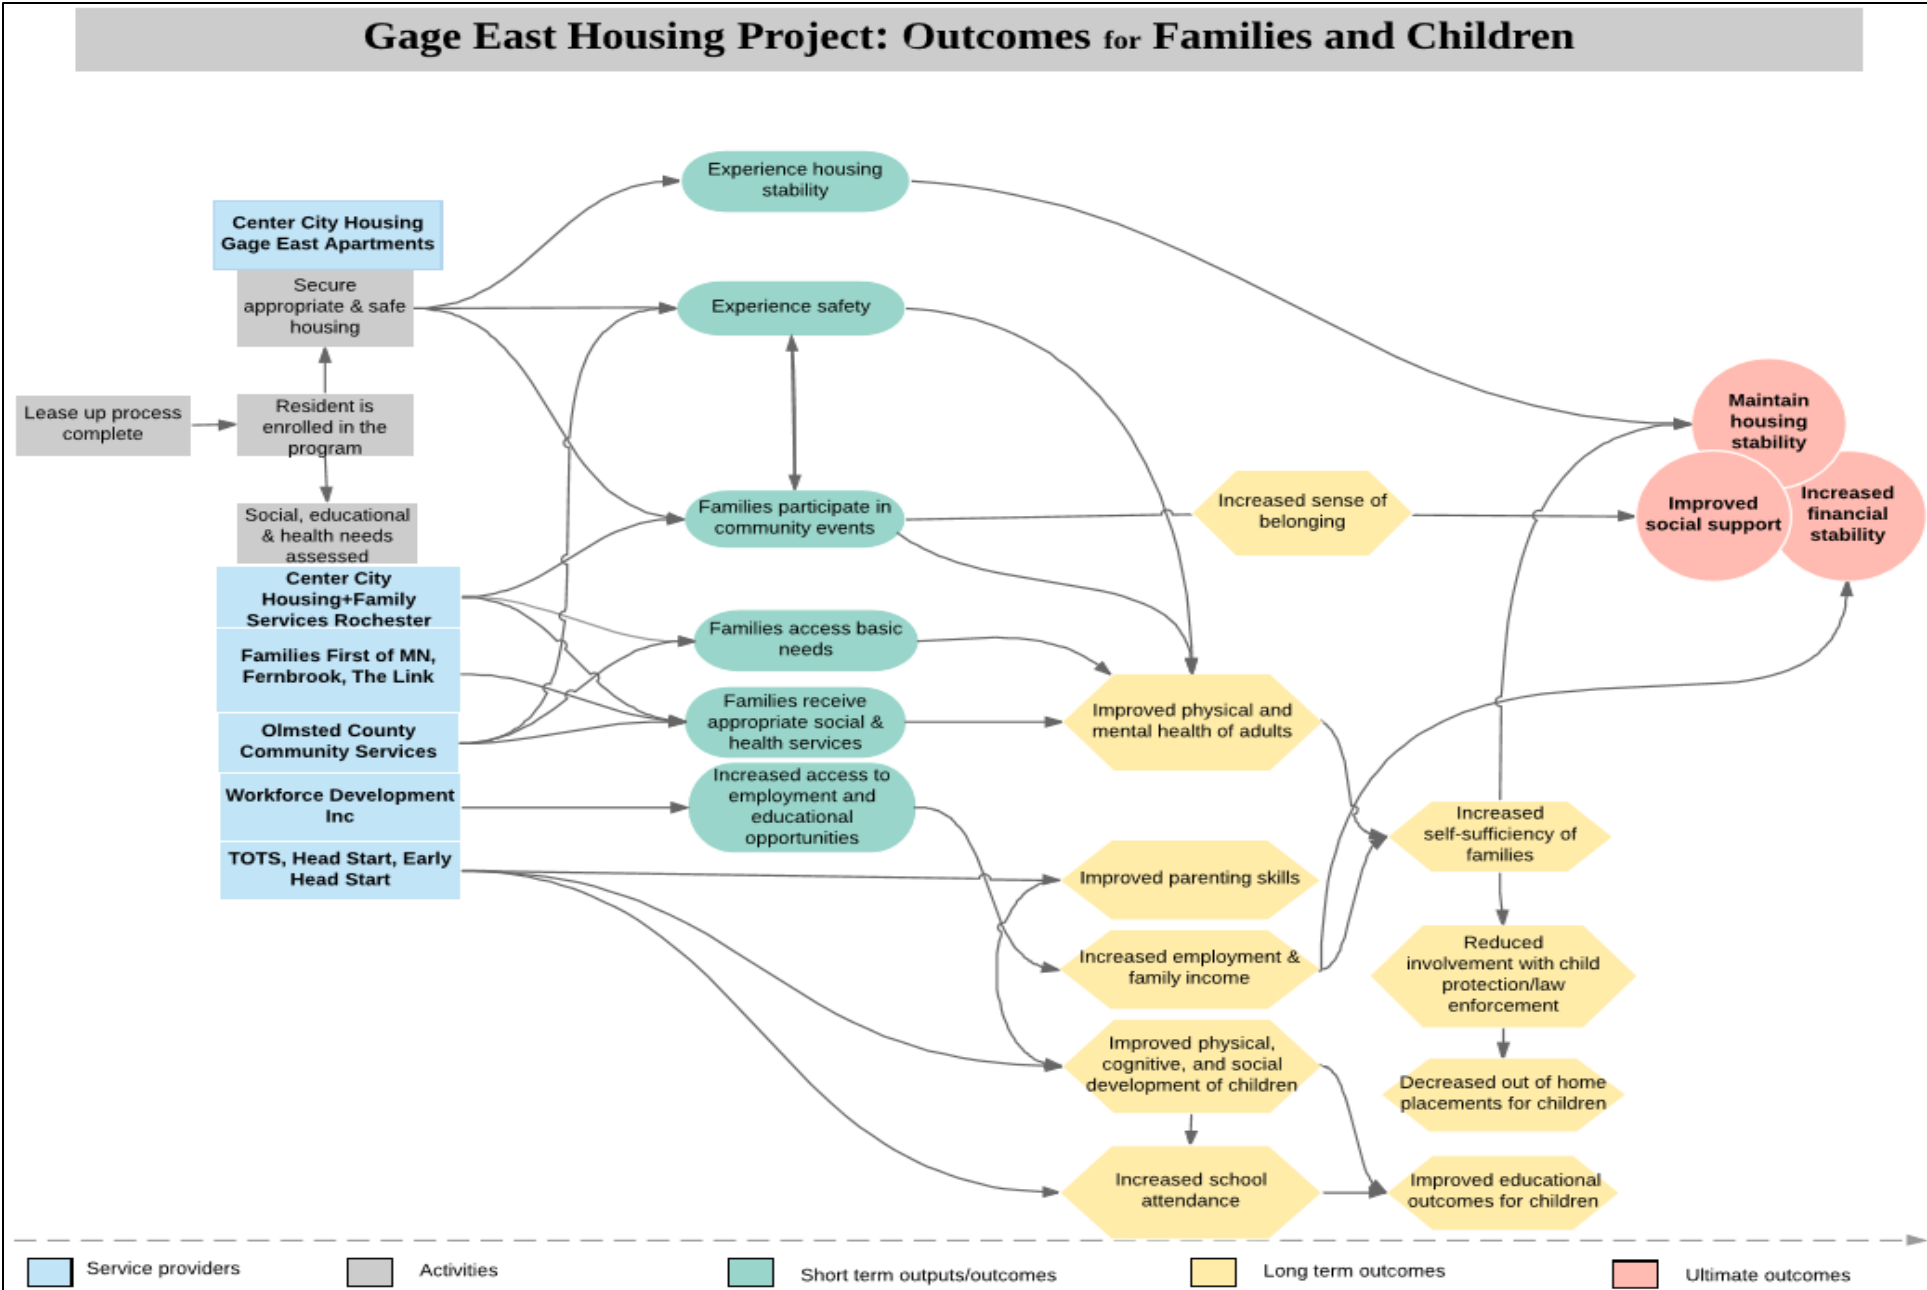 Gage East Housing Project: Outcomes for Families and Children
Center City Housing
Gage East Apartments
Secure
appropriate & safe
housing
Lease up process
complete
Resident is
enrolled in the
program
Social, educational
& health needs
assessed
Center City
Housing+Family
Services Rochester
Families First of MN,
Fernbrook, The Link
Olmsted County
Community Services
Workforce Development
Inc
TOTS, Head Start, Early
Head Start
Experience housing
stability
Experience safety
Families participate in
community events
Families access basic
needs
Families receive
appropriate social &
health services
Increased access to
employment and
educational
opportunities
Increased sense of
belonging
Improved physical and
mental health of adults
Improved parenting skills
Increased employment &
family income
Improved physical,
cognitive, and social
development of children
Increased school
attendance
Increased
self-sufficiency of
families
Reduced
involvement with child
protection/law
enforcement
Decreased out of home
placements for children
Improved educational
outcomes for children
Maintain
housing
stability
Improved
social support
Increased
financial
stability
Service providers
Activities
Short term outputs/outcomes
Long term outcomes
Ultimate outcomes